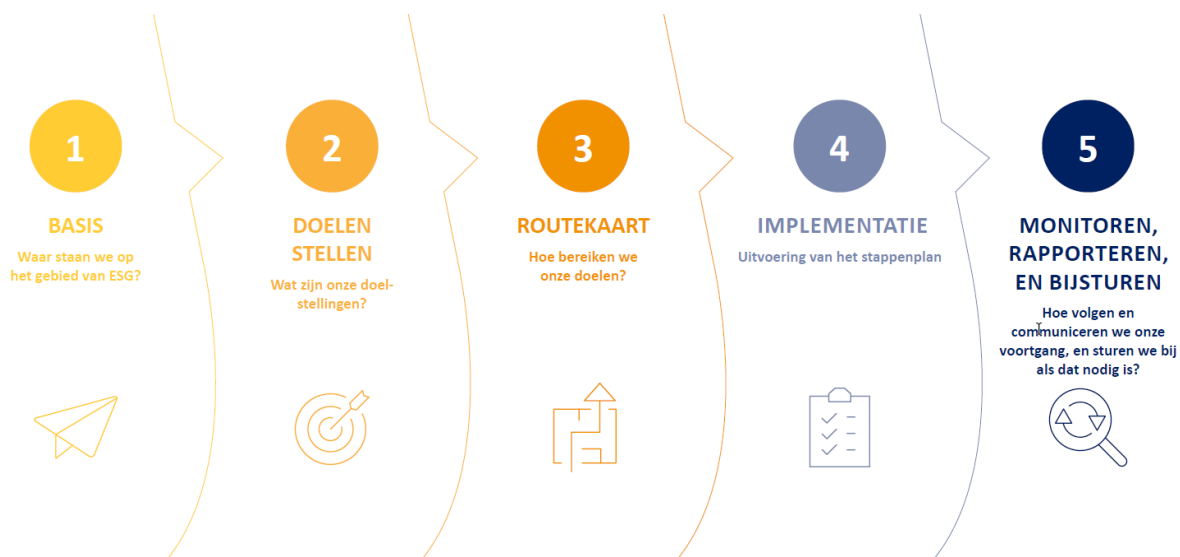 1
BASIS
Waar staan we op
het gebied van ESG?
2
DOELEN
STELLEN
Wat zijn onze doel-
stellingen?
3
ROUTEKAART
Hoe bereiken we
onze doelen?
4
IMPLEMENTATIE
Uitvoering van het stappenplan
5
MONITOREN,
RAPPORTEREN,
EN BIJSTUREN
Hoe volgen en
communiceren we onze
voortgang, en sturen we bij
als dat nodig is?